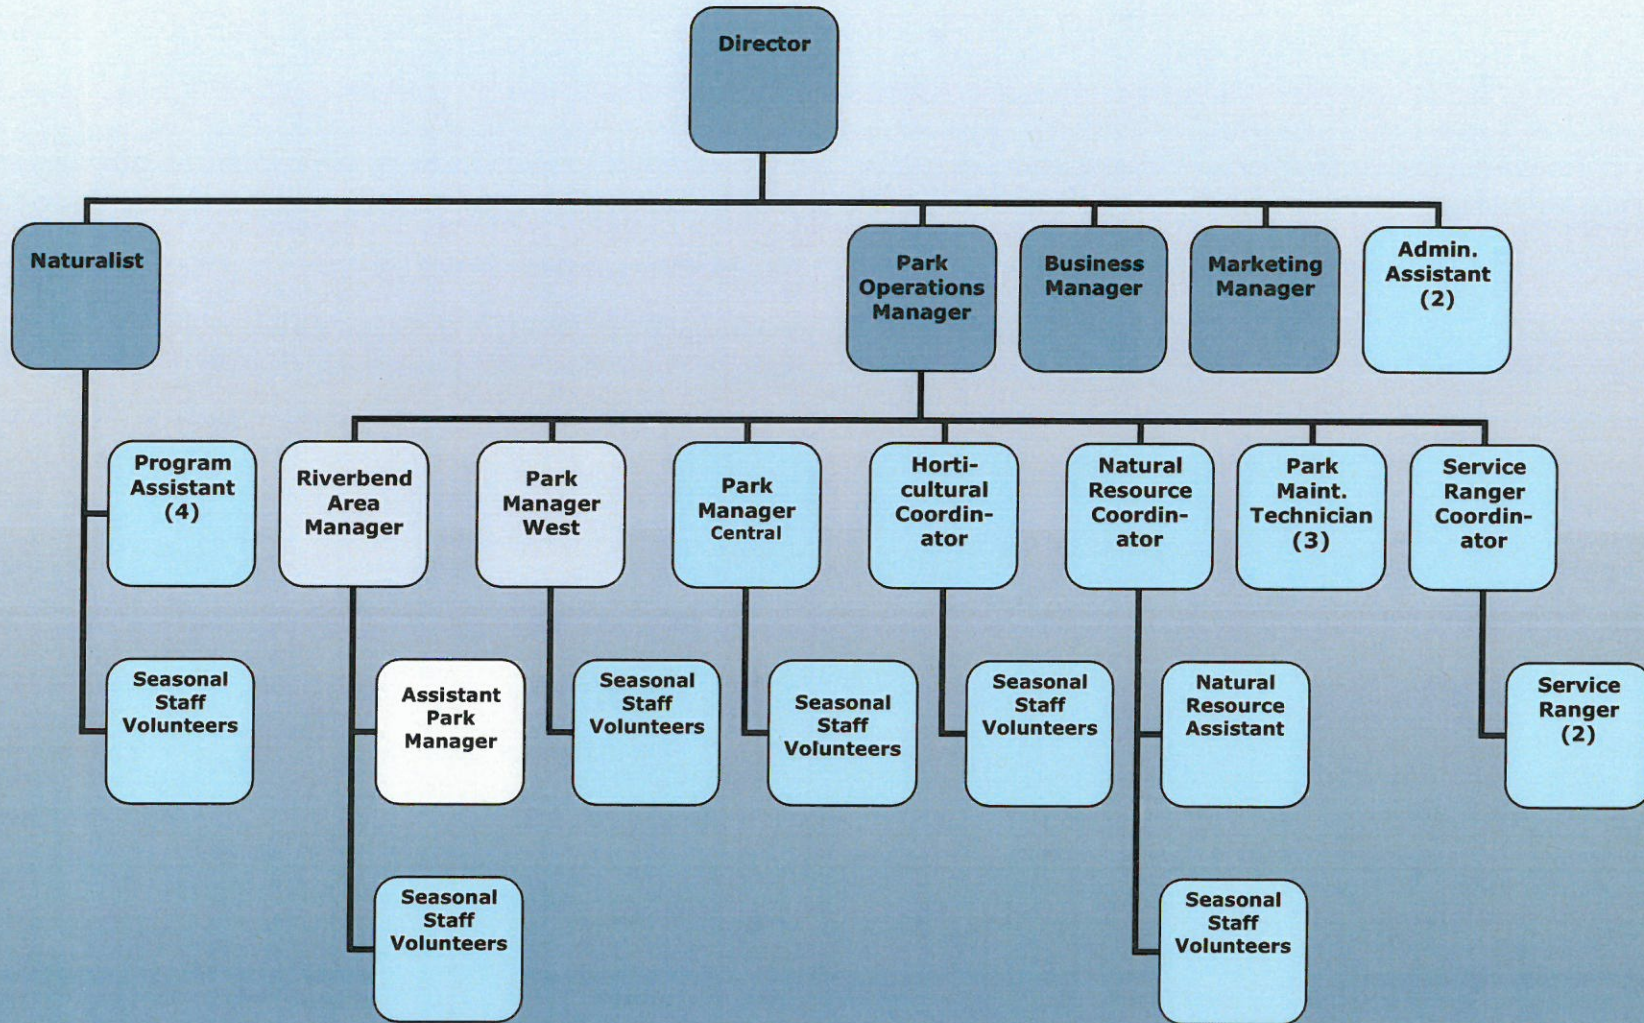 Director
Naturalist
Park
Operations
Manager
Business
Manager
Marketing
Manager
Admin.
Assistant
(2)
Program
Assistant
(4)
Riverbend
Area
Manager
Park
Manager
West
Park
Manager
Central
Horti-
cultural
Coordin-
ator
Natural
Resource
Coordin-
ator
Park
Maint.
Technician
(3)
Service
Ranger
Coordin-
ator
Seasonal
Staff
Volunteers
Assistant
Park
Manager
Seasonal
Staff
Volunteers
Seasonal
Staff
Volunteers
Seasonal
Staff
Volunteers
Natural
Resource
Assistant
Service
Ranger
(2)
Seasonal
Staff
Volunteers
Seasonal
Staff
Volunteers